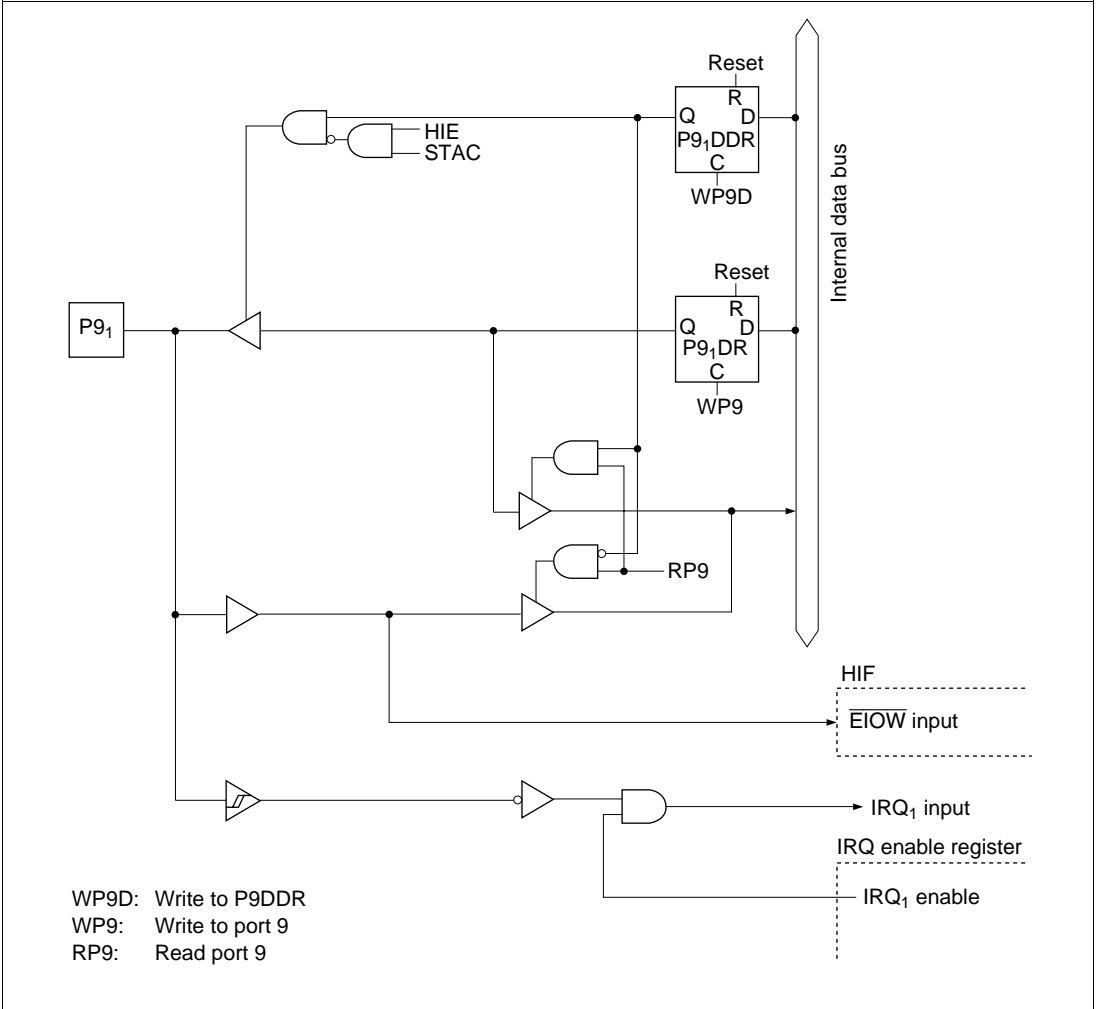 Reset
R
Q D
P9₁DDR
C
WP9D
HIE
STAC
Internal data bus
Reset
R
Q D
P9₁DR
C
WP9
P9₁
RP9
HIF
E̅I̅O̅W̅ input
IRQ₁ input
IRQ enable register
IRQ₁ enable
WP9D: Write to P9DDR
WP9: Write to port 9
RP9: Read port 9